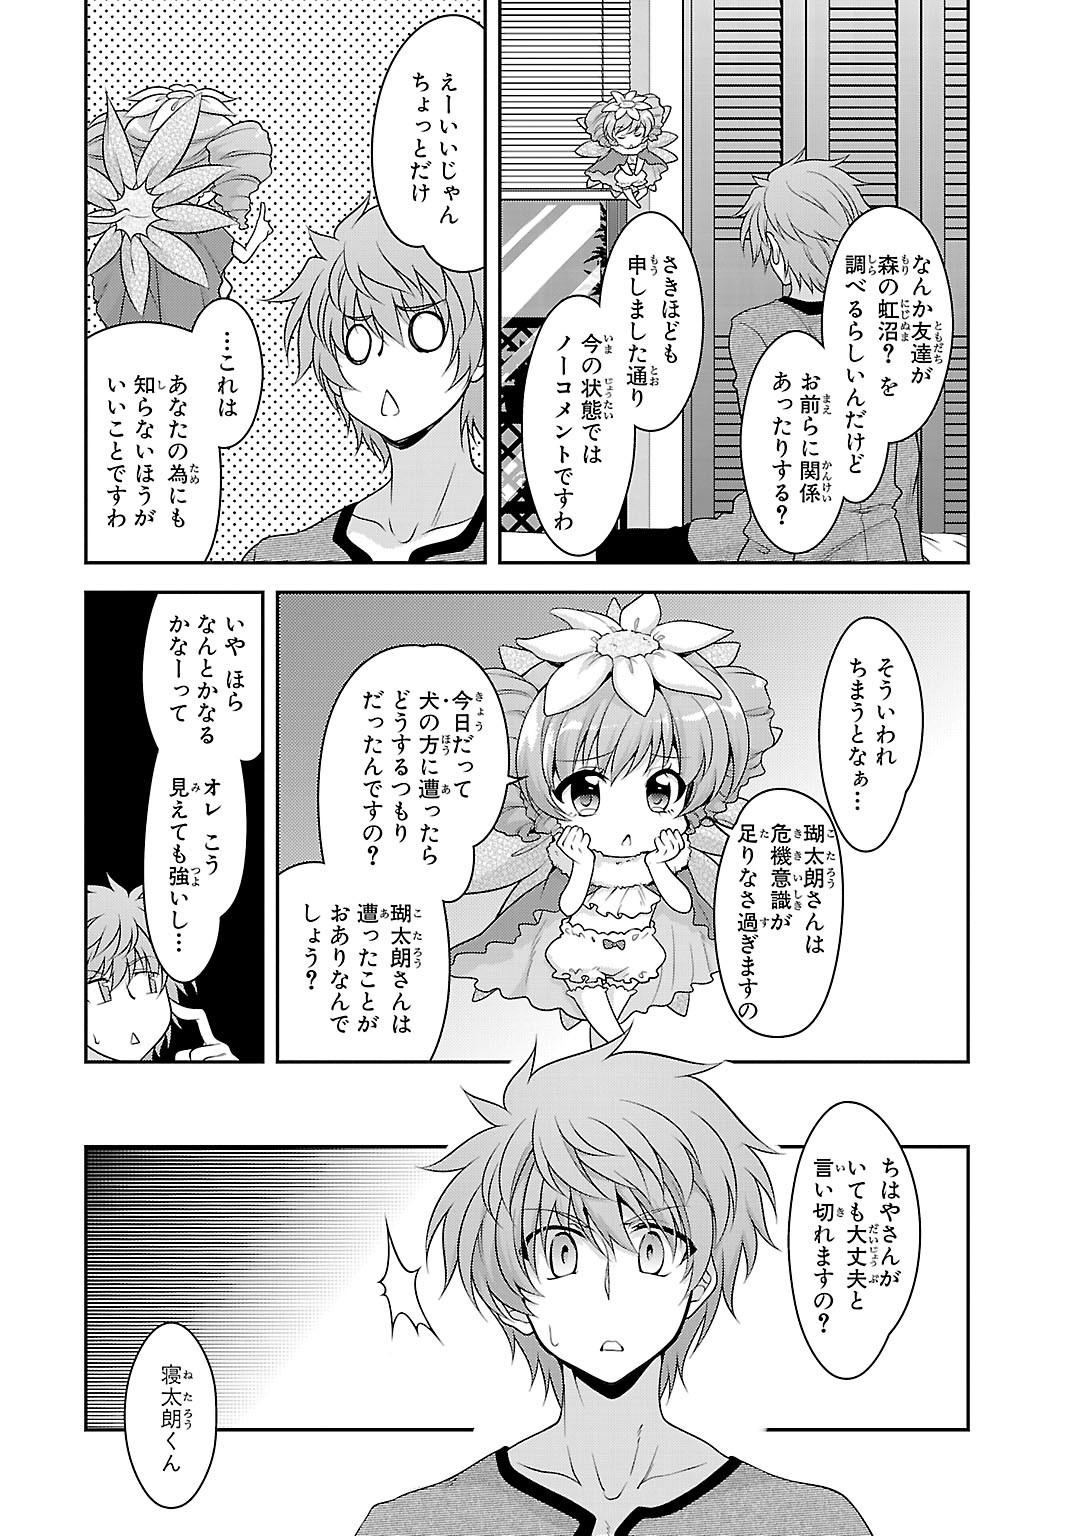 なんか友達が
森の虹沼？を
調べるらしいんだけど
お前らに関係
あったりする？
さきほども
申しました通り
今の状態では
ノーコメントですわ
えーいいじゃん
ちょっとだけ
…これは
あなたの為にも
知らないほうが
いいことですわ
そういわれ
ちまうとなぁ…
瑚太朗さんは
危機意識が
足りなさ過ぎますの
今日だって
犬の方に遭ったら
どうするつもり
だったんですの？
瑚太朗さんは
遭ったことが
おありなんで
しょう？
いや ほら
なんとかなる
かなーって
オレ こう
見えても強いし…
ちはやさんが
いても大丈夫と
言い切れますの？
寝太朗くん